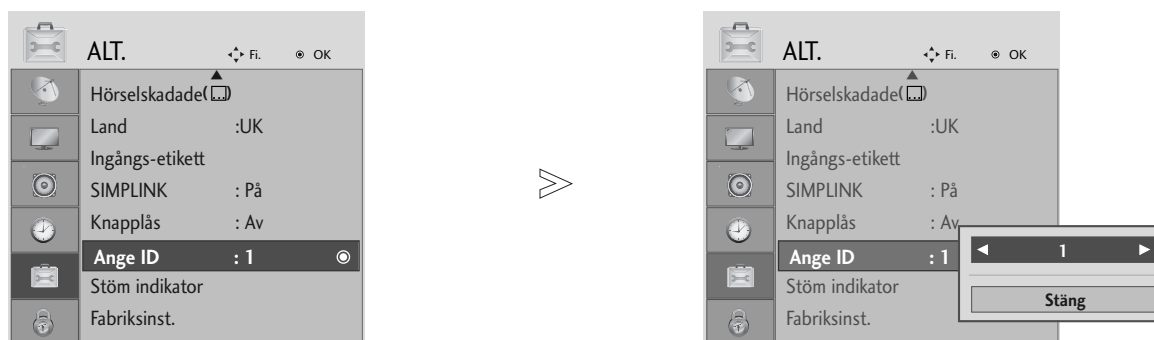 ALT. Fi. OK
Hörselskadade( )
Land :UK
Ingångs-etikett
SIMPLINK : På
Knapplås : Av
Ange ID : 1
Stöm indikator
Fabriksinst.
ALT. Fi. OK
Hörselskadade( )
Land :UK
Ingångs-etikett
SIMPLINK : På
Knapplås : Av
Ange ID : 1
◄ 1 ►
Stöm indikator
Stäng
Fabriksinst.